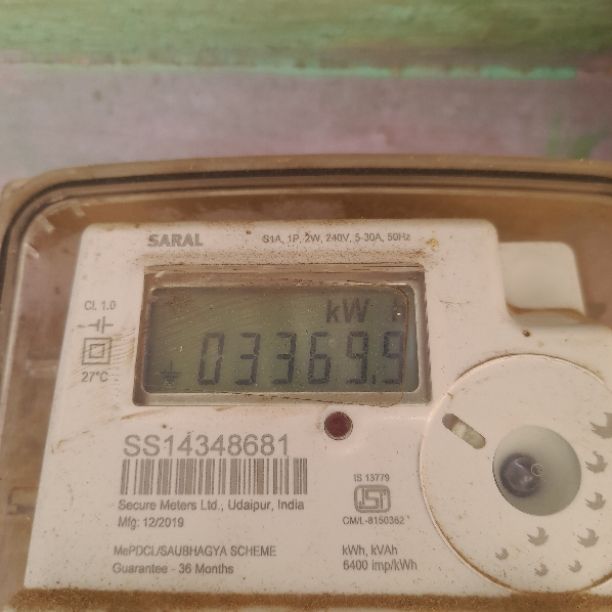 SARAL
S1A, 1P, 2W, 240V, 5-30A, 50Hz
Cl. 1.0
27°C
kW h
03369.9
SS14348681
Secure Meters Ltd., Udaipur, India
Mfg: 12/2019
MePDCL/SAUBHAGYA SCHEME
Guarantee - 36 Months
IS 13779
ISI
CM/L-8150362
kWh, kVAh
6400 imp/kWh